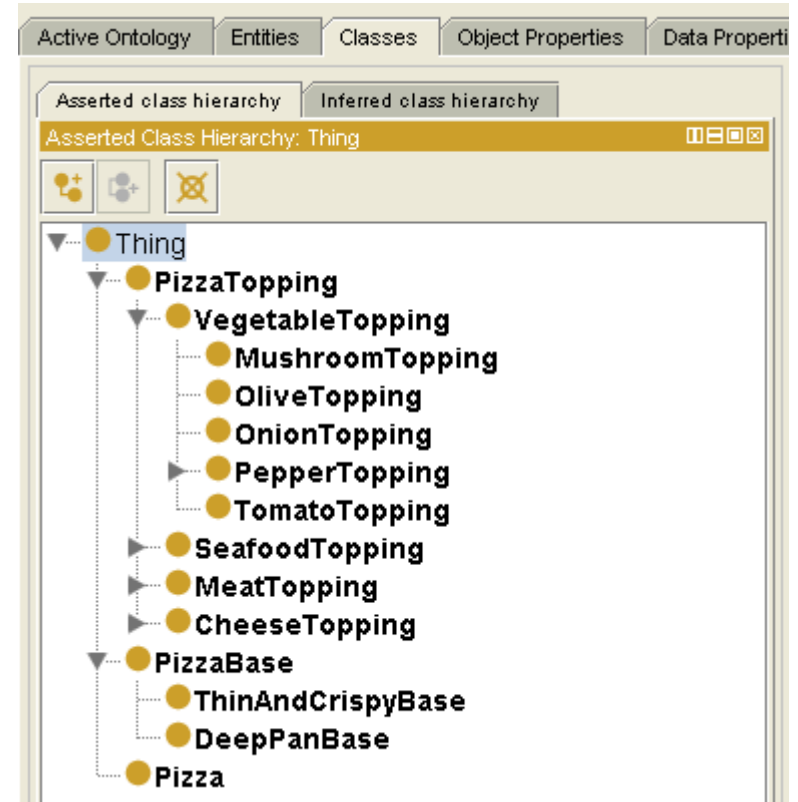 Active Ontology Entities Classes Object Properties Data Properti
Asserted class hierarchy Inferred class hierarchy
Asserted Class Hierarchy: Thing
Thing
PizzaTopping
VegetableTopping
MushroomTopping
OliveTopping
OnionTopping
PepperTopping
TomatoTopping
SeafoodTopping
MeatTopping
CheeseTopping
PizzaBase
ThinAndCrispyBase
DeepPanBase
Pizza